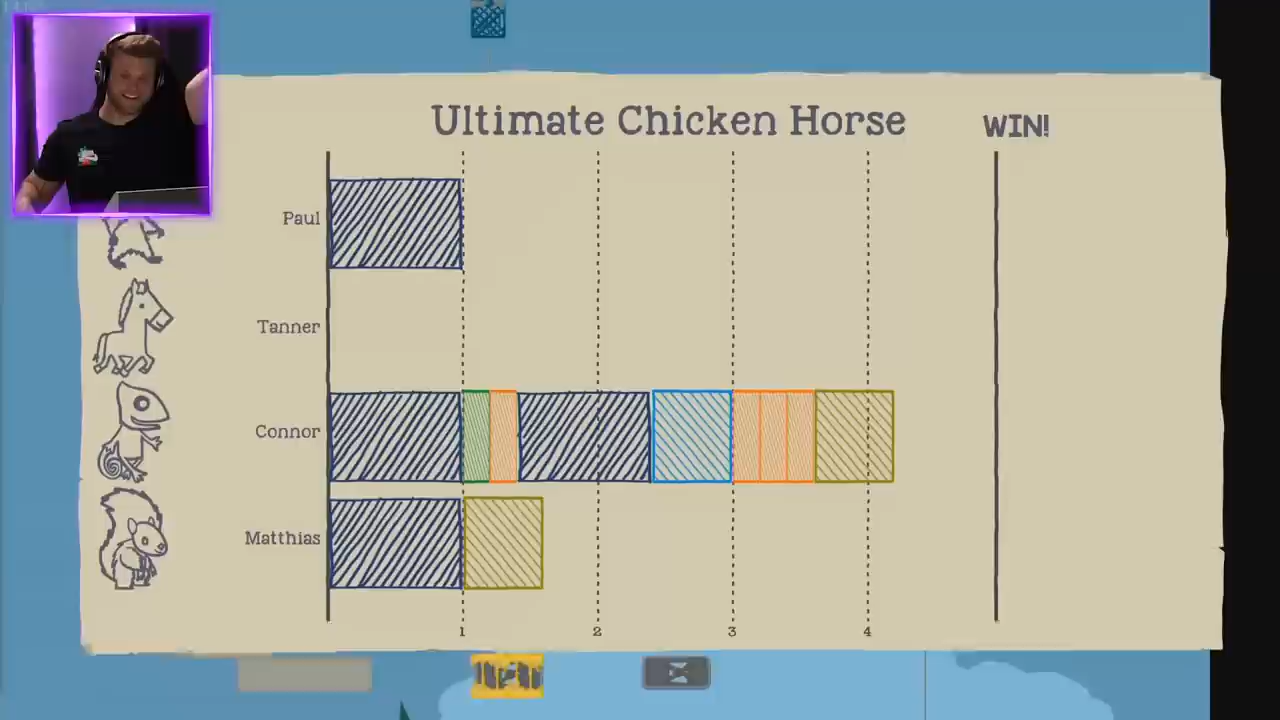 Ultimate Chicken Horse
WIN!
Paul
Tanner
Connor
Matthias
1 2 3 4